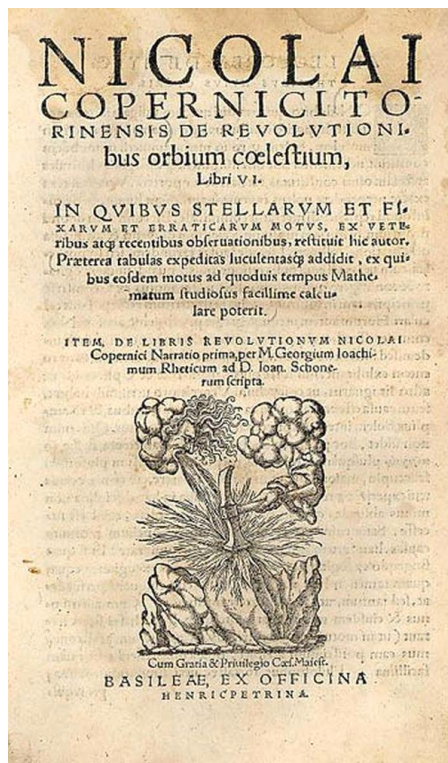 NICOLAI
COPERNICI TO-
RINENSIS DE REVOLVTIONI-
bus orbium cœlestium,
Libri VI.
IN QVIBVS STELLARVM ET FI-
XARVM ET ERRATICARVM MOTVS, EX VETE-
ribus atq; recentibus obseruationibus, restituit hic autor.
Præterea tabulas expeditas luculentasq; addidit, ex qui-
bus eosdem motus ad quoduis tempus Mathe-
matum studiosus facillime calcu-
lare poterit.
ITEM, DE LIBRIS REVOLVTIONVM NICOLAI
Copernici Narratio prima, per M. Georgium Ioachi-
mum Rheticum ad D. Ioan. Schone-
rum scripta.
Cum Gratia & Priuilegio Cæs. Maiest.
BASILEAE, EX OFFICINA
HENRICPETRINA.